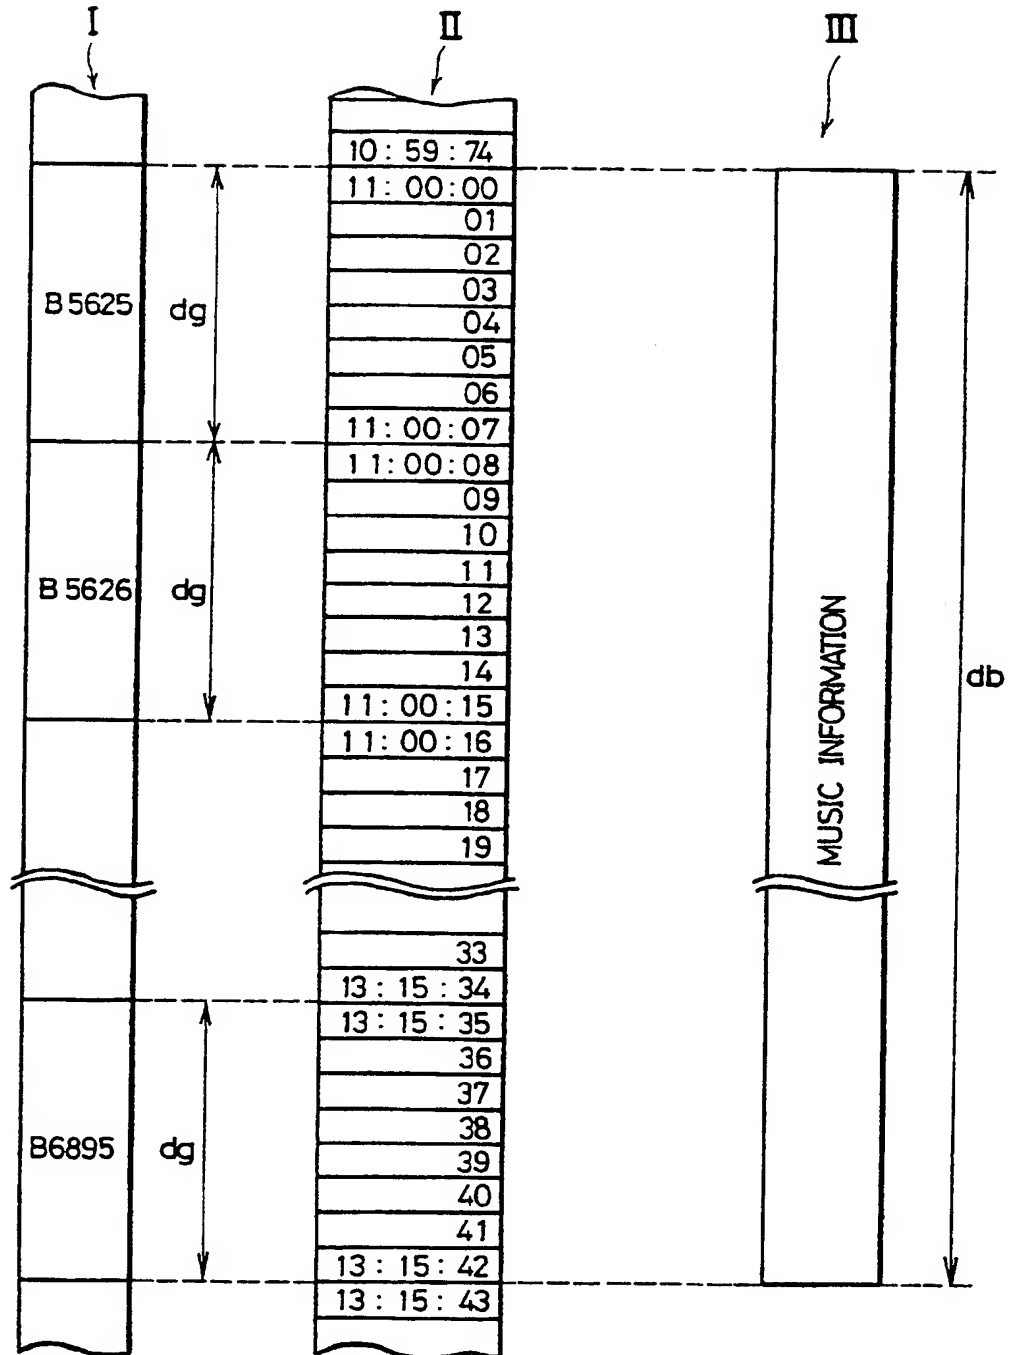 I
II
III
10 : 59 : 74
11 : 00 : 00
01
02
03
04
05
06
11 : 00 : 07
B 5625
dg
11 : 00 : 08
09
10
11
12
13
14
11 : 00 : 15
B 5626
dg
11 : 00 : 16
17
18
19
MUSIC INFORMATION
db
33
13 : 15 : 34
13 : 15 : 35
36
37
38
39
40
41
13 : 15 : 42
B6895
dg
13 : 15 : 43